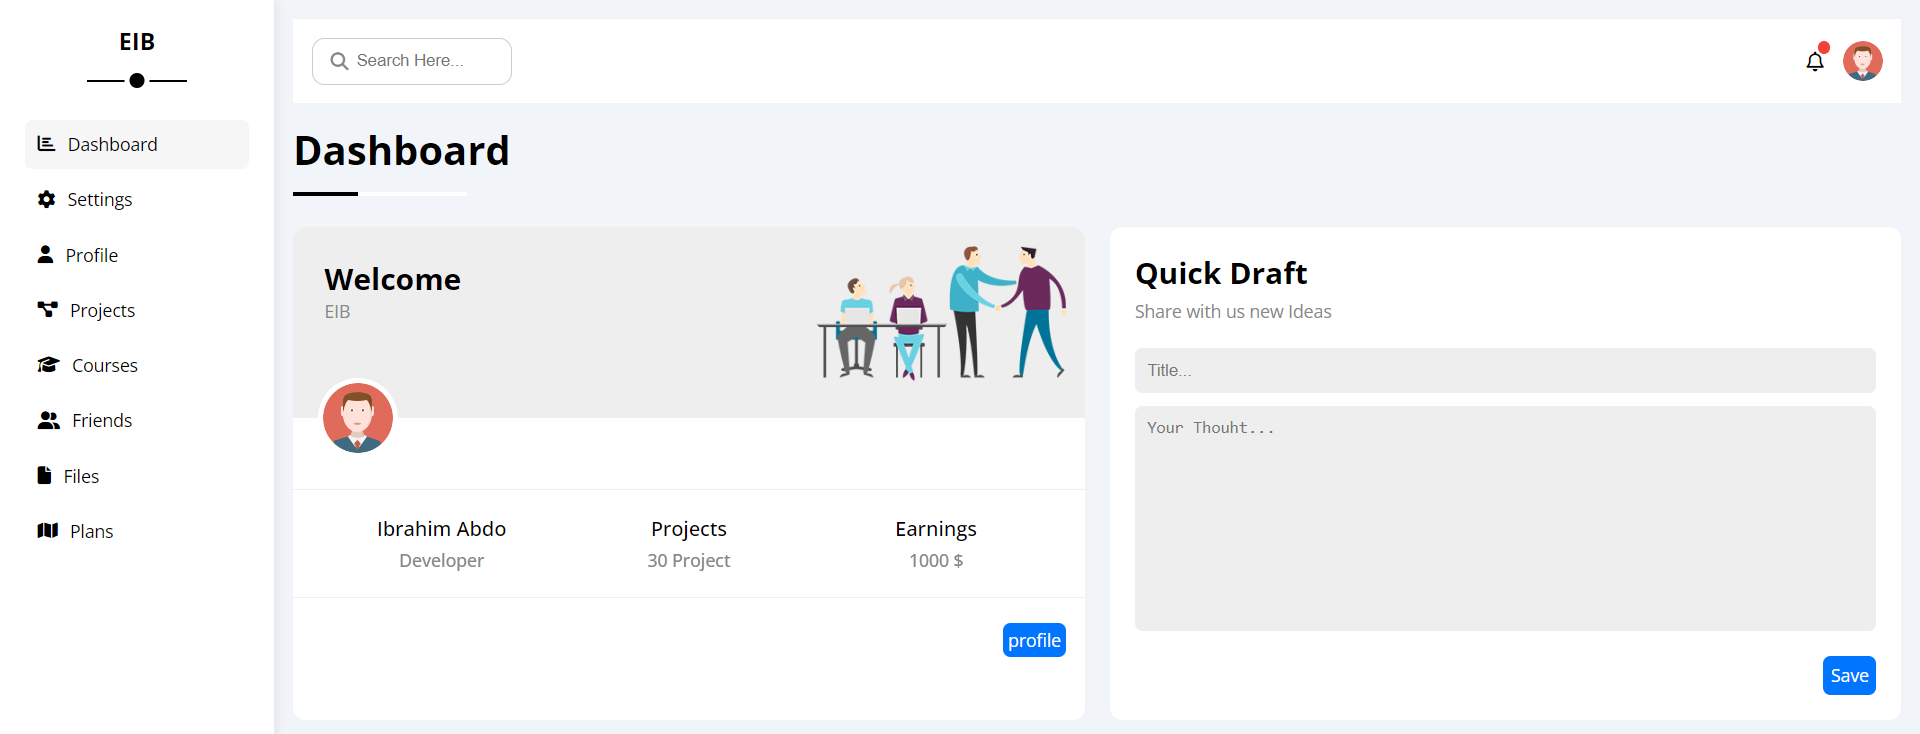 EIB
Dashboard
Settings
Profile
Projects
Courses
Friends
Files
Plans
Search Here...
Dashboard
Welcome
EIB
Ibrahim Abdo
Developer
Projects
30 Project
Earnings
1000 $
profile
Quick Draft
Share with us new Ideas
Title...
Your Thouht...
Save